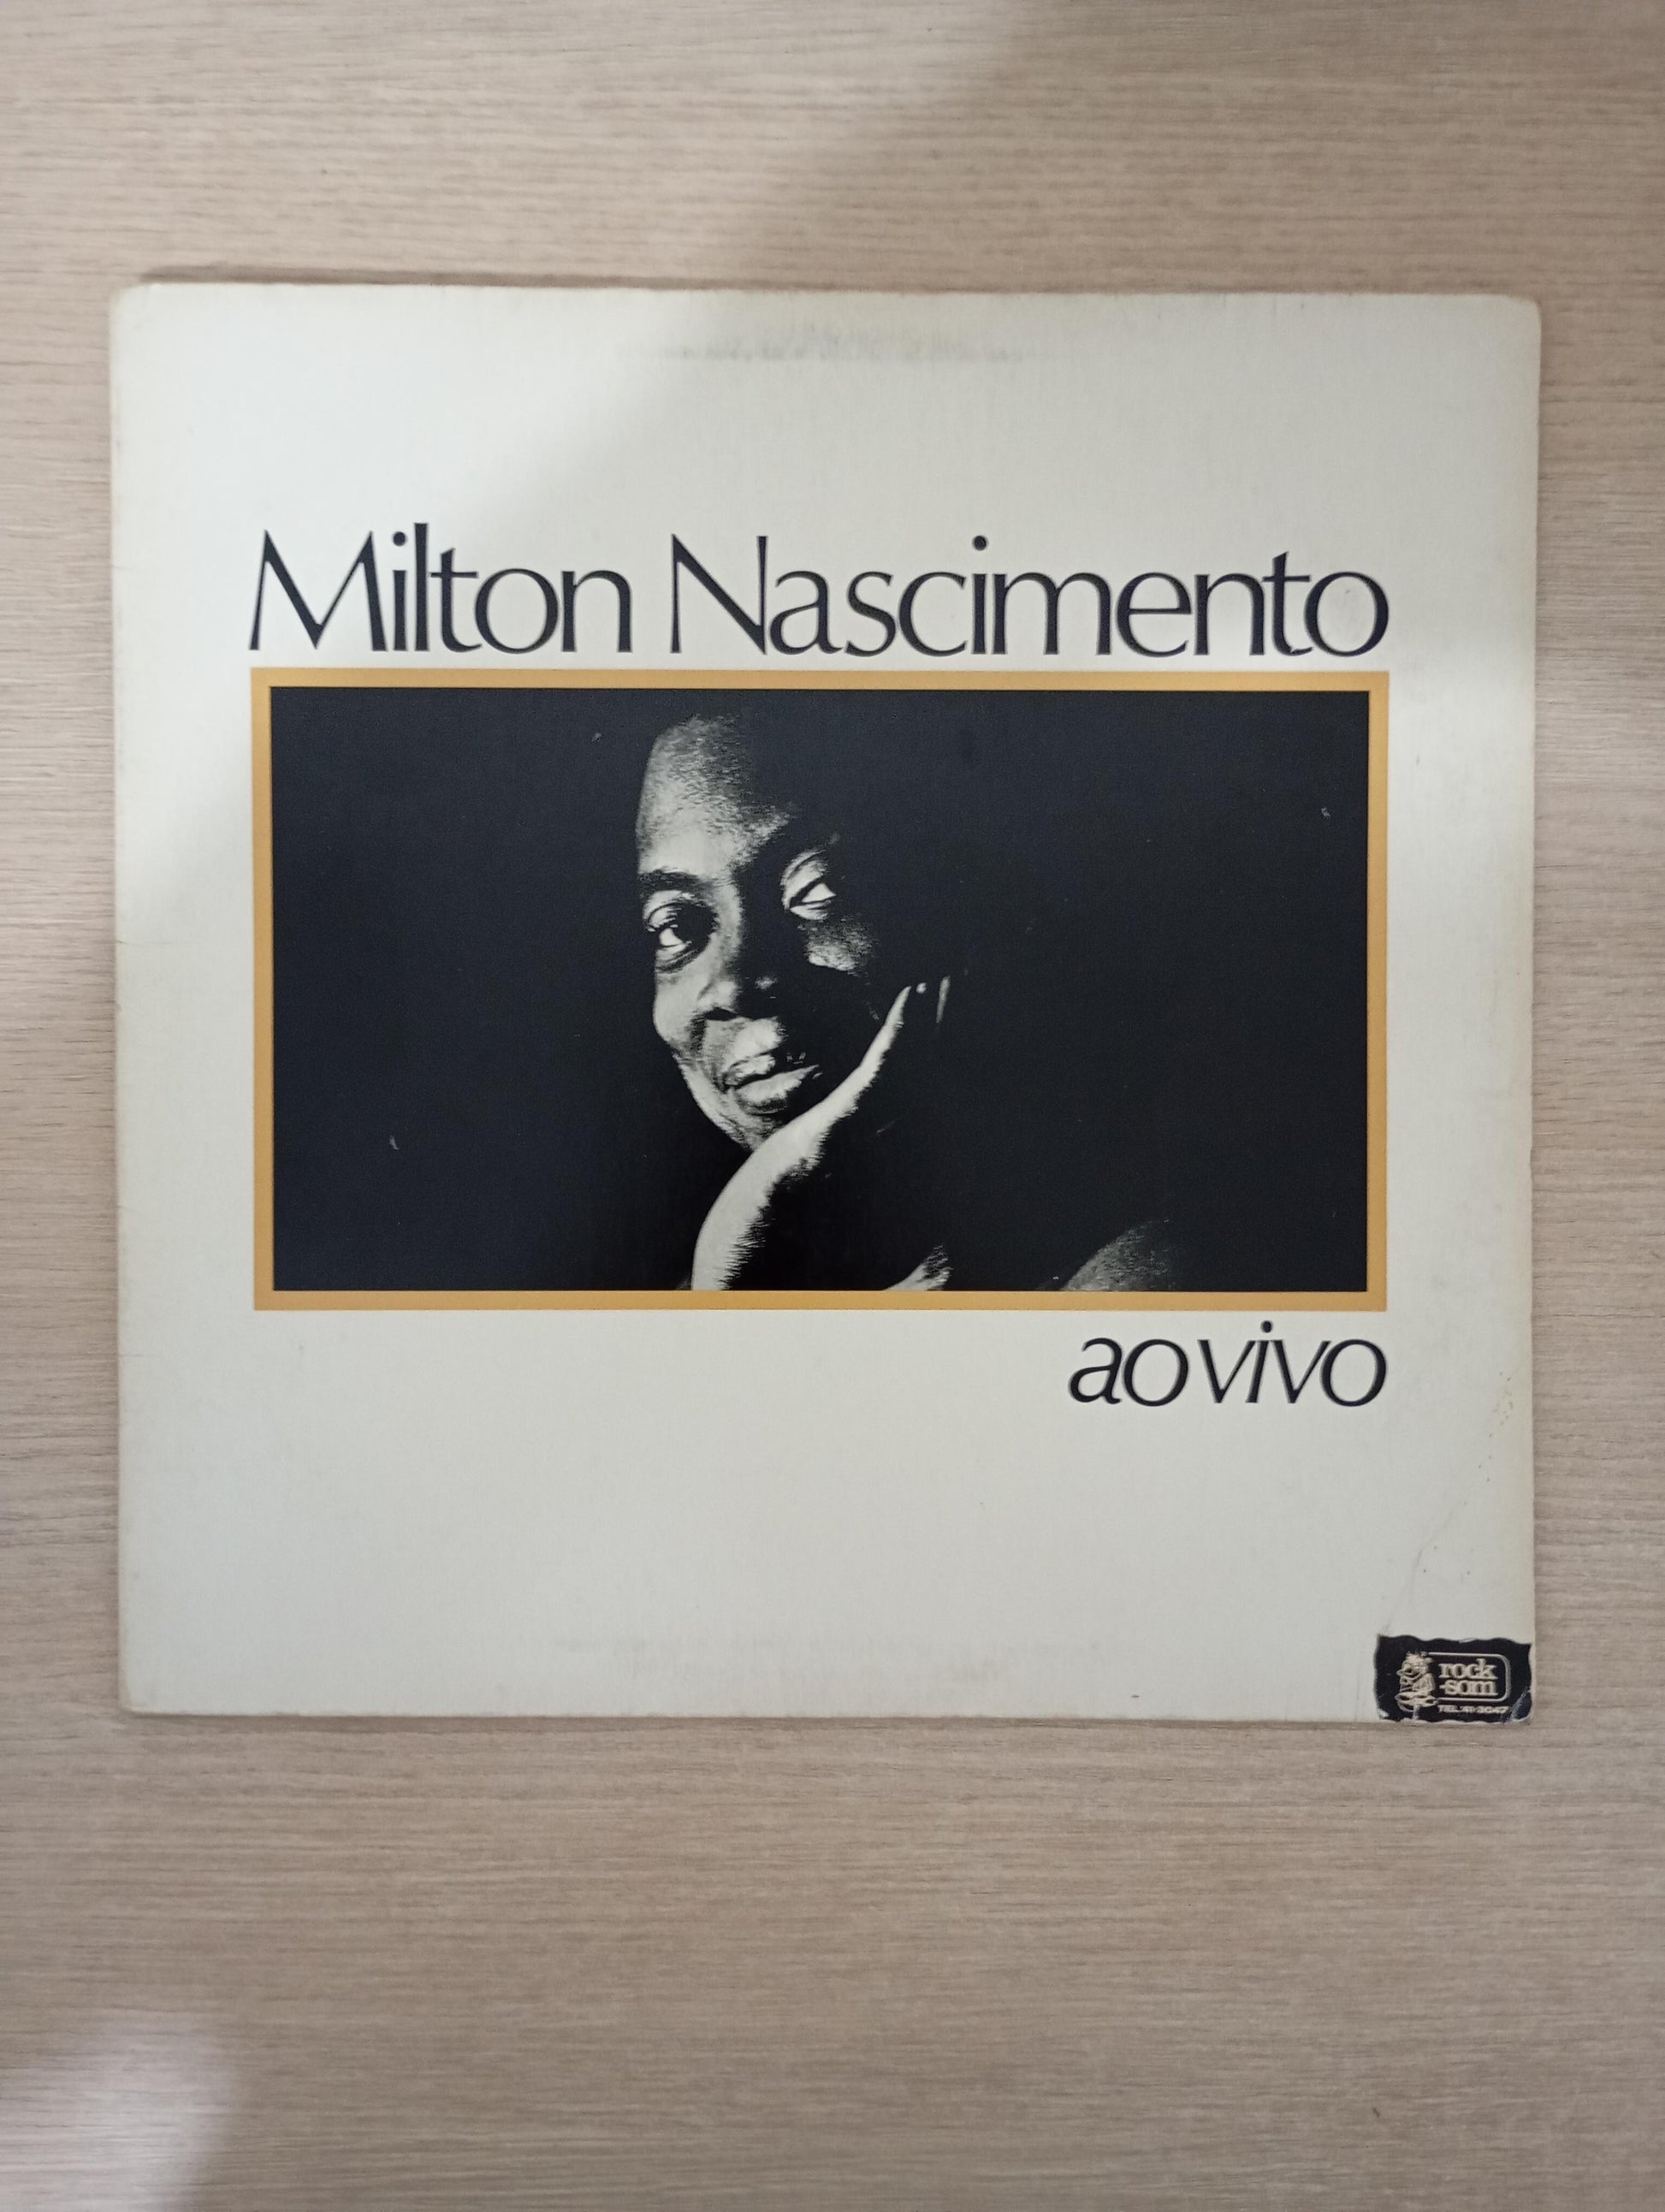 Milton Nascimento
ao vivo
rock
-som